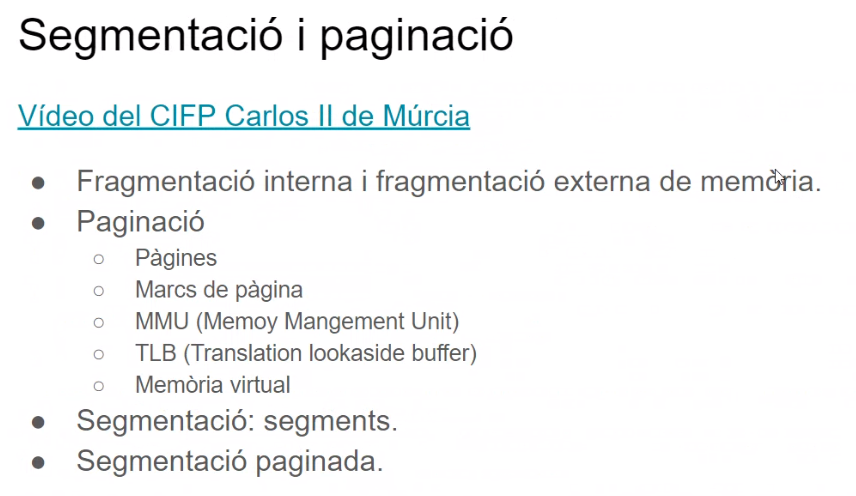 Segmentació i paginació
Vídeo del CIFP Carlos II de Múrcia
● Fragmentació interna i fragmentació externa de memòria.
● Paginació
○ Pàgines
○ Marcs de pàgina
○ MMU (Memoy Mangement Unit)
○ TLB (Translation lookaside buffer)
○ Memòria virtual
● Segmentació: segments.
● Segmentació paginada.